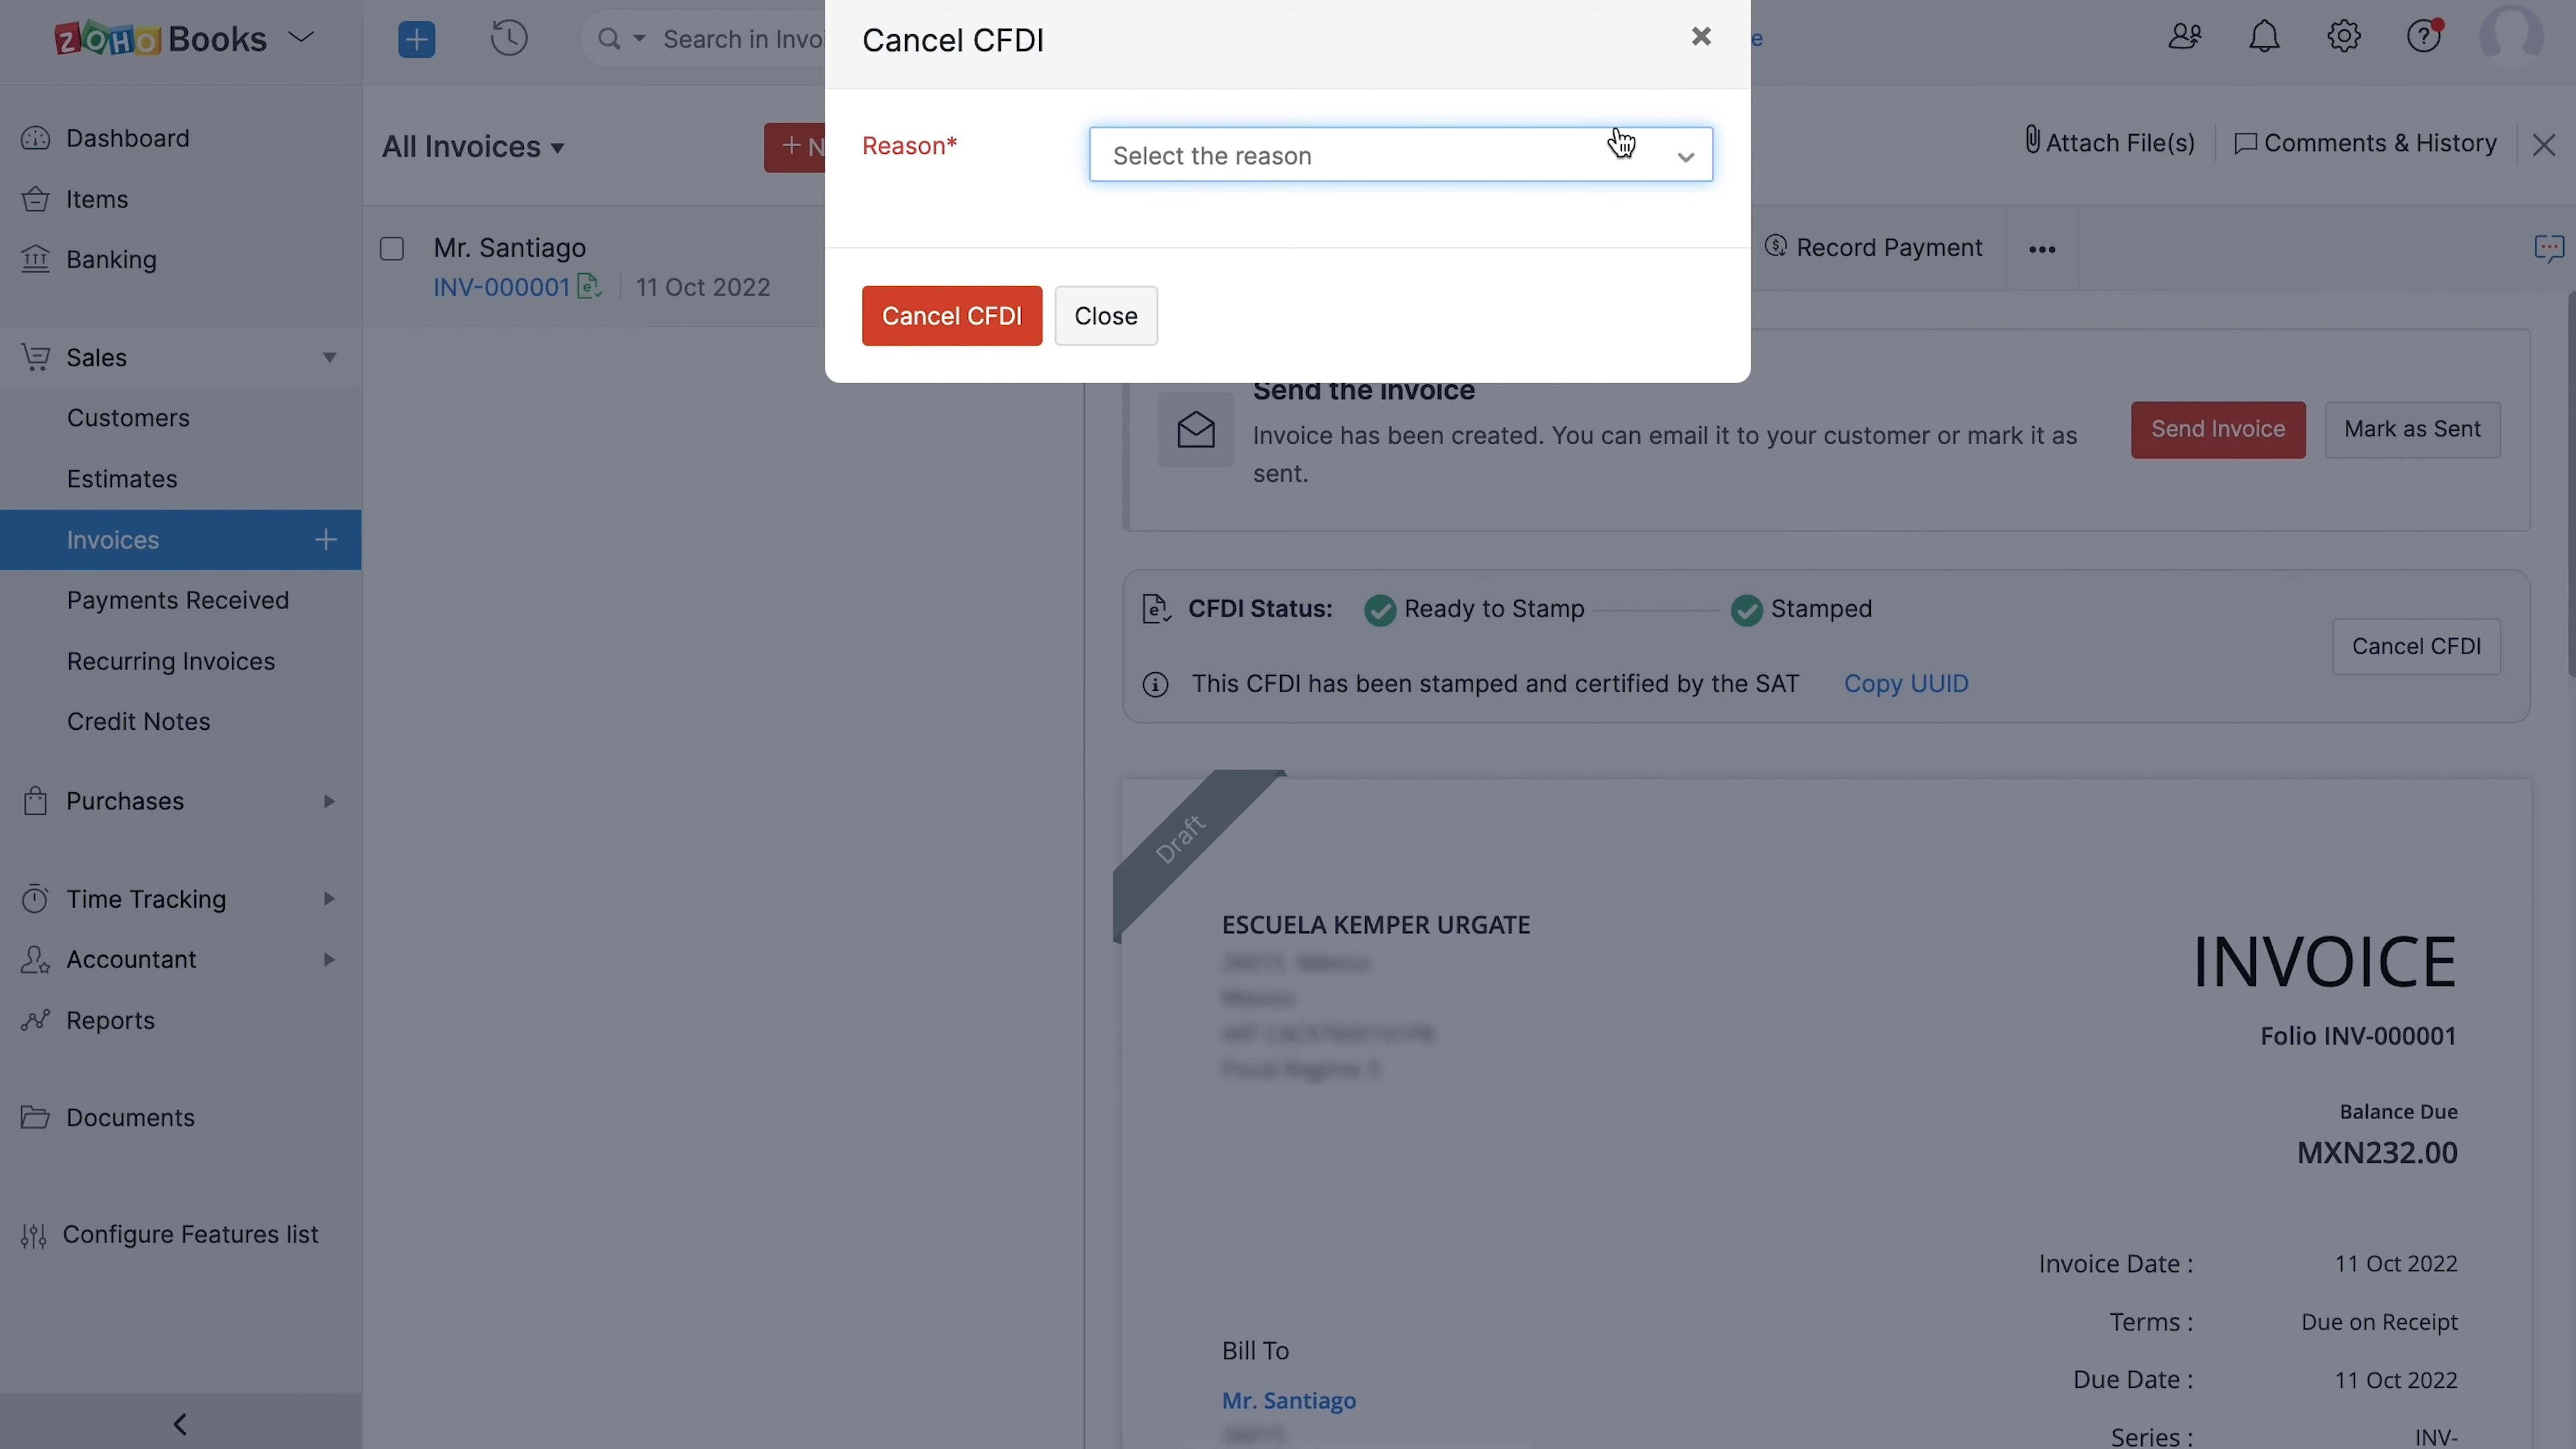 ZOHO Books
Search in Invoi
Cancel CFDI
Dashboard
Items
Banking
Sales
Customers
Estimates
Invoices
Payments Received
Recurring Invoices
Credit Notes
Purchases
Time Tracking
Accountant
Reports
Documents
Configure Features list
All Invoices
+ N
Mr. Santiago
INV-000001
11 Oct 2022
Reason*
Select the reason
Cancel CFDI
Close
Attach File(s)
Comments & History
Record Payment
Send the invoice
Invoice has been created. You can email it to your customer or mark it as
sent.
Send Invoice
Mark as Sent
CFDI Status:
Ready to Stamp
Stamped
This CFDI has been stamped and certified by the SAT
Copy UUID
Cancel CFDI
Draft
ESCUELA KEMPER URGATE
INVOICE
Folio INV-000001
Balance Due
MXN232.00
Invoice Date :
11 Oct 2022
Terms :
Due on Receipt
Due Date :
11 Oct 2022
Series :
INV-
Bill To
Mr. Santiago